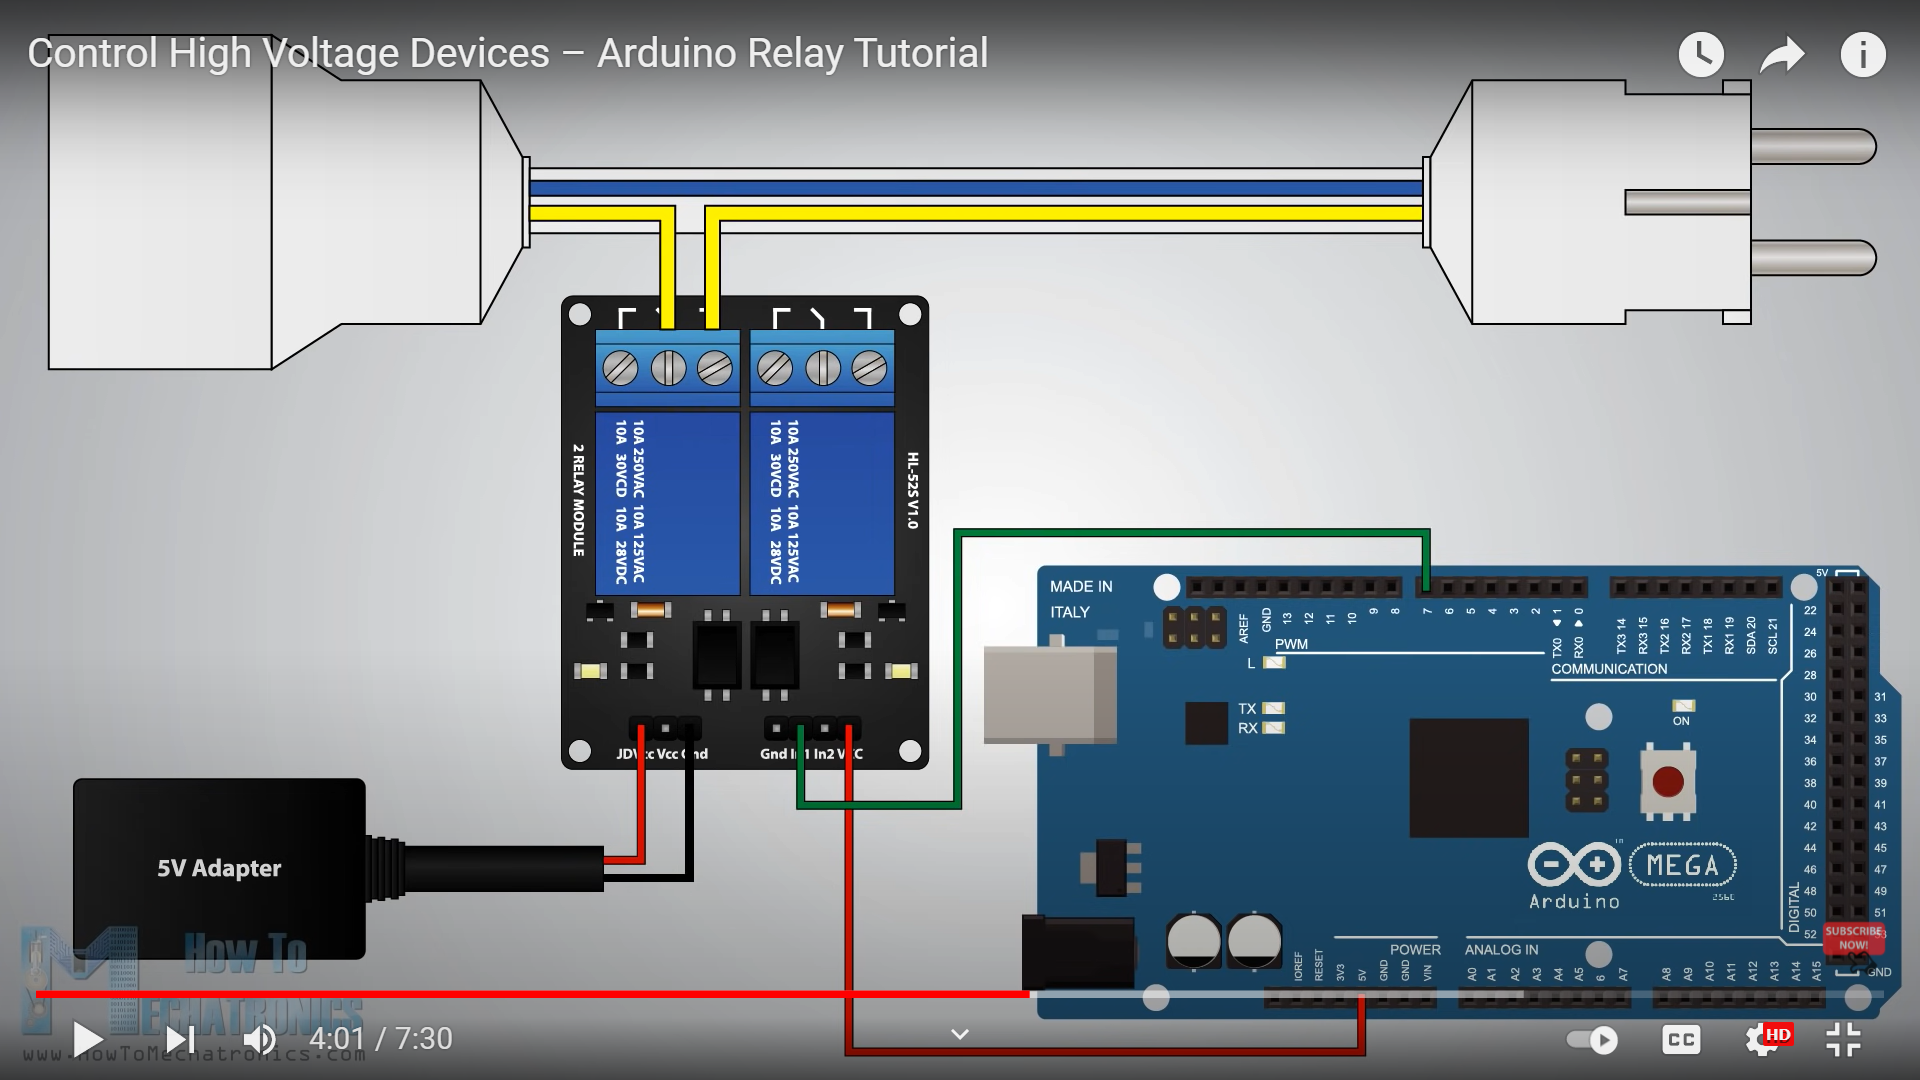 Control High Voltage Devices – Arduino Relay Tutorial
2 RELAY MODULE
10A 250VAC 10A 125VAC
10A 30VCD 10A 28VDC
10A 250VAC 10A 125VAC
10A 30VCD 10A 28VDC
HL-52S V1.0
JDVcc Vcc Gnd
Gnd In1 In2 VCC
5V Adapter
MADE IN
ITALY
AREF
GND
13
12
11
10
9
8
7
6
5
4
3
2
TX0 1
RX0 0
TX3 14
RX3 15
TX2 16
RX2 17
TX1 18
RX1 19
SDA 20
SCL 21
5V
PWM
COMMUNICATION
L
TX
RX
ON
22
24
26
28
30 31
32 33
34 35
36 37
38 39
40 41
42 43
44 45
46 47
48 49
50 51
52 53
DIGITAL
GND
MEGA
2560
Arduino
TM
POWER
ANALOG IN
IOREF
RESET
3V3
5V
GND
GND
VIN
A0
A1
A2
A3
A4
A5
6
A7
A8
A9
A10
A11
A12
A13
A14
A15
SUBSCRIBE
NOW!
How To
MECHATRONICS
www.HowToMechatronics.com
4:01 / 7:30
CC
HD